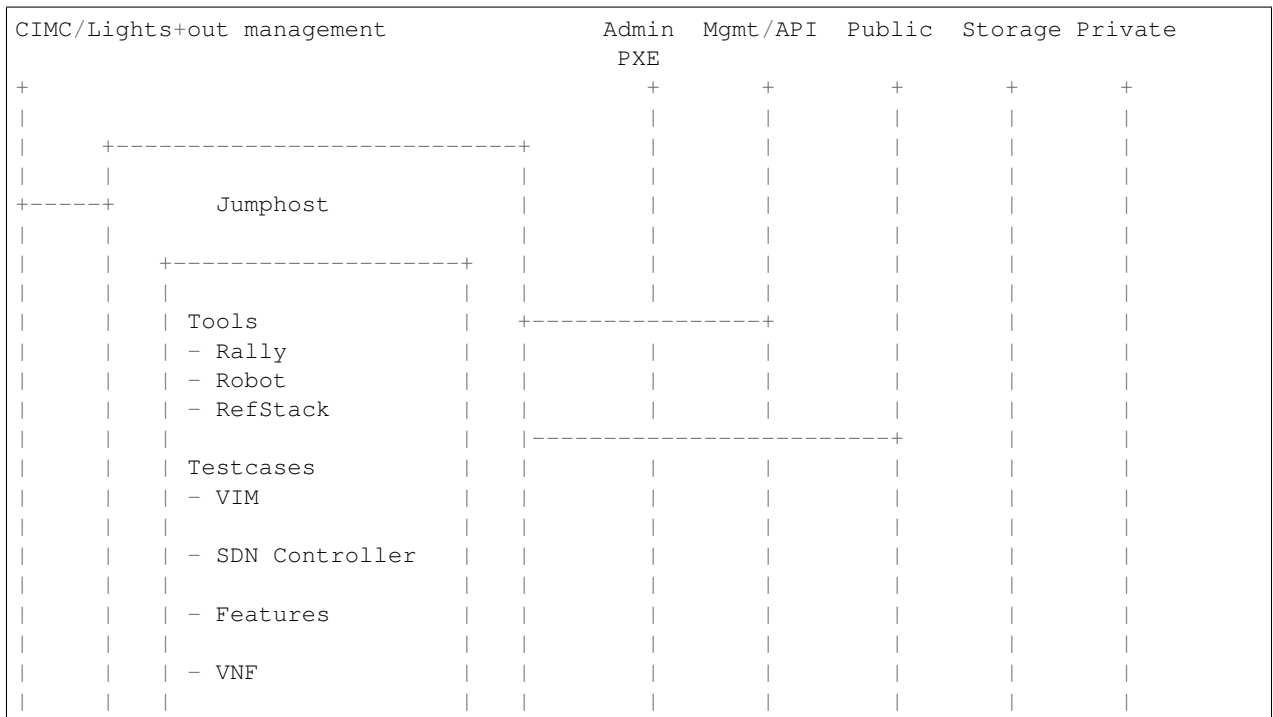 CIMC/Lights+out management Admin Mgmt/API Public Storage Private
PXE
Jumphost
Tools
- Rally
- Robot
- RefStack
Testcases
- VIM
- SDN Controller
- Features
- VNF